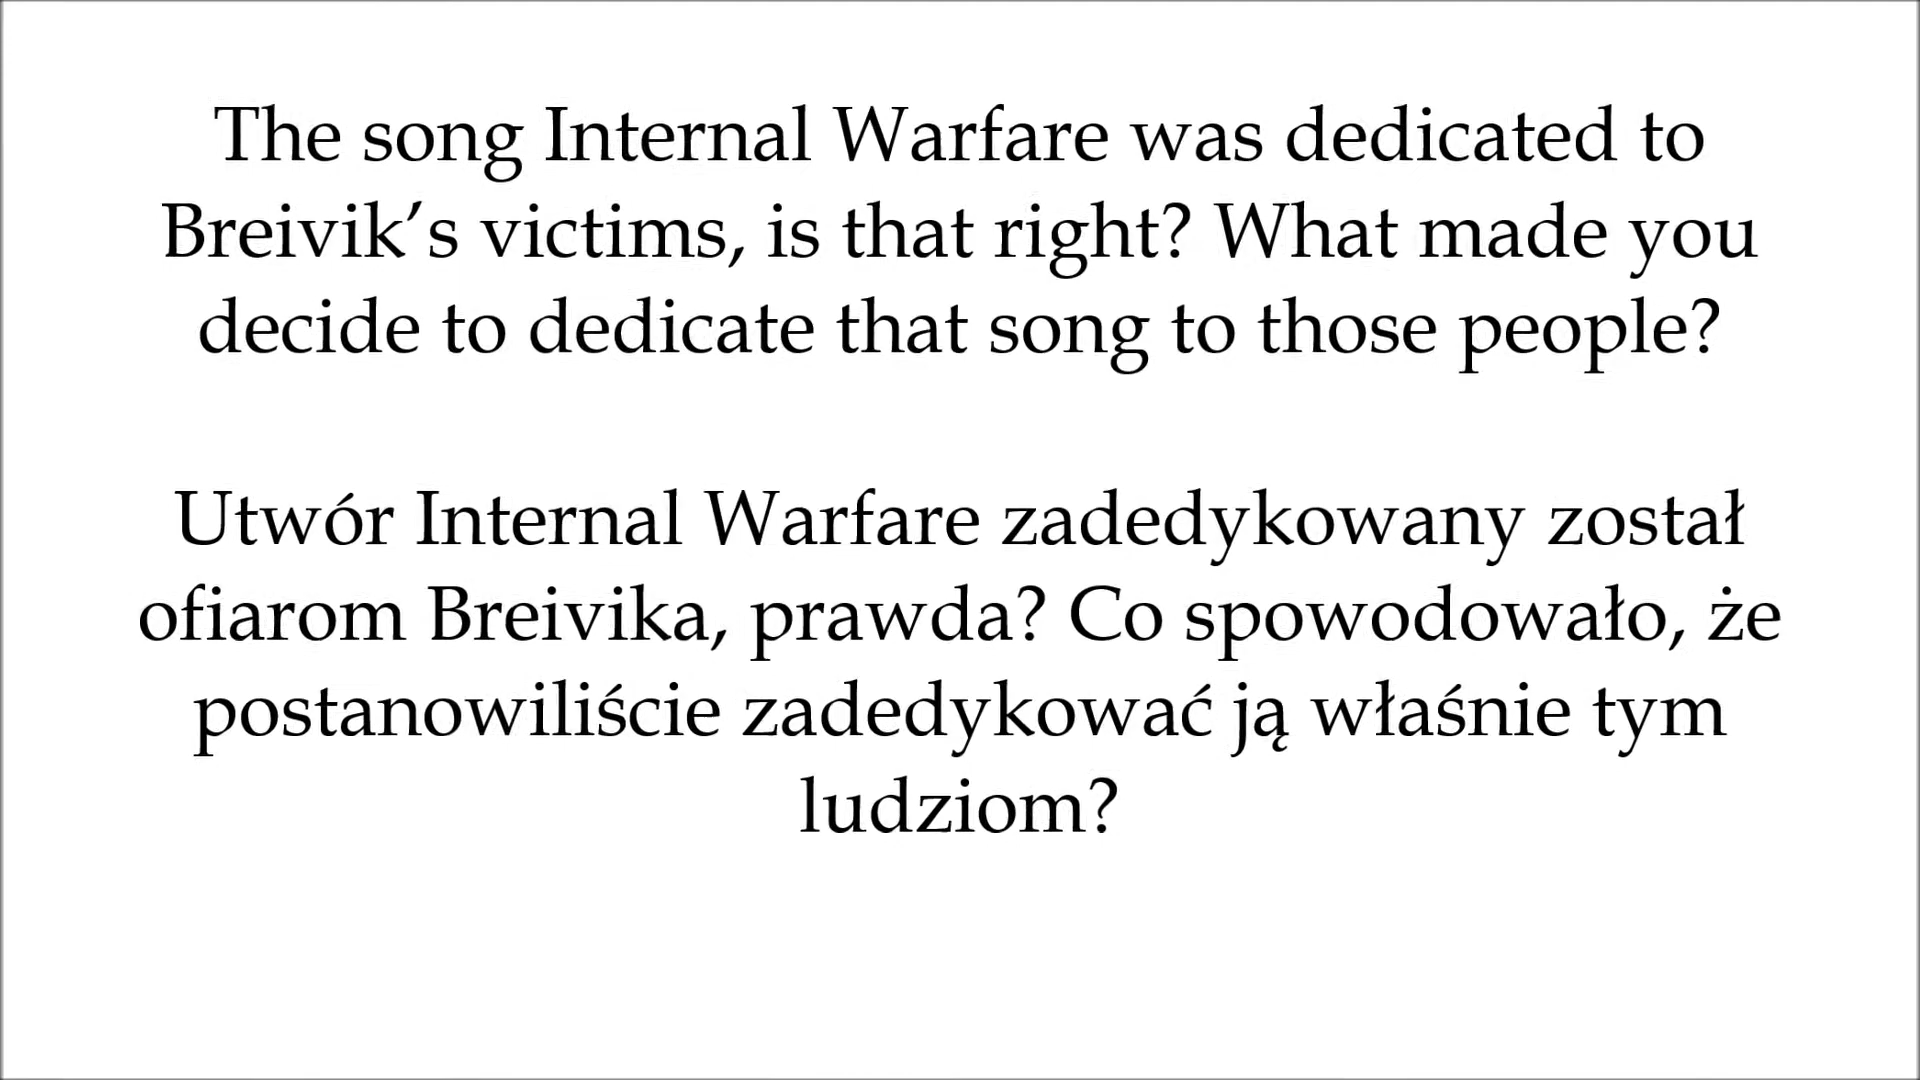 The song Internal Warfare was dedicated to
Breivik’s victims, is that right? What made you
decide to dedicate that song to those people?
Utwór Internal Warfare zadedykowany został
ofiarom Breivika, prawda? Co spowodowało, że
postanowiliście zadedykować ją właśnie tym
ludziom?